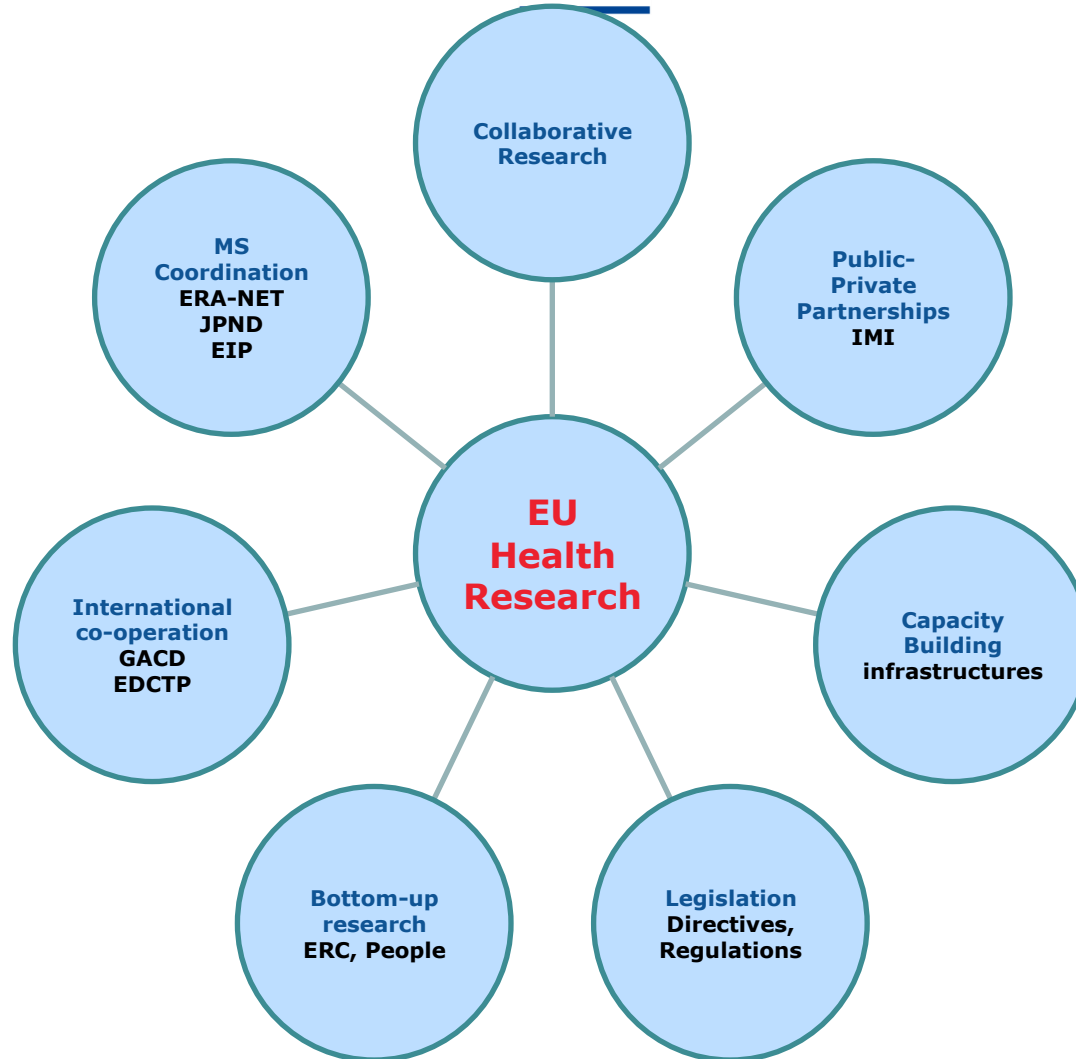 Collaborative
Research
MS
Coordination
ERA-NET
JPND
EIP
Public-
Private
Partnerships
IMI
EU
Health
Research
International
co-operation
GACD
EDCTP
Capacity
Building
infrastructures
Bottom-up
research
ERC, People
Legislation
Directives,
Regulations